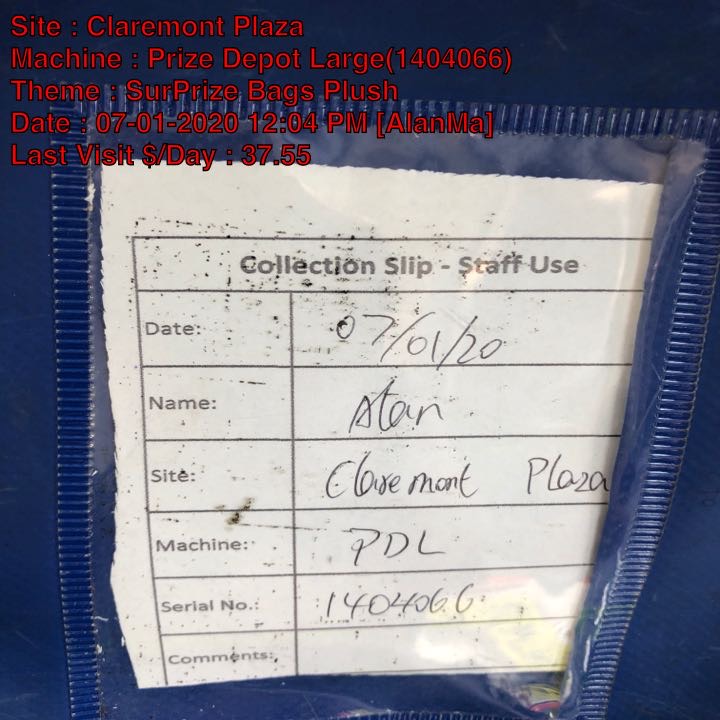 Site : Claremont Plaza
Machine : Prize Depot Large(1404066)
Theme : SurPrize Bags Plush
Date : 07-01-2020 12:04 PM [AlanMa]
Last Visit $/Day : 37.55
Collection Slip - Staff Use
Date: 07/01/20
Name: Alan
Site: Claremont Plaza
Machine: PDL
Serial No.: 1404066
Comments: